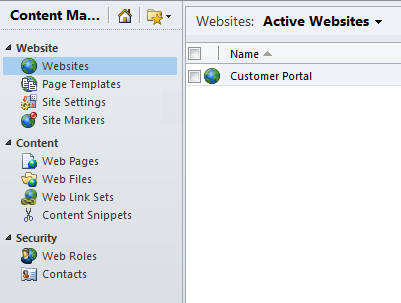 Content Ma...
Website
Websites
Page Templates
Site Settings
Site Markers
Content
Web Pages
Web Files
Web Link Sets
Content Snippets
Security
Web Roles
Contacts
Websites: Active Websites
Name
Customer Portal